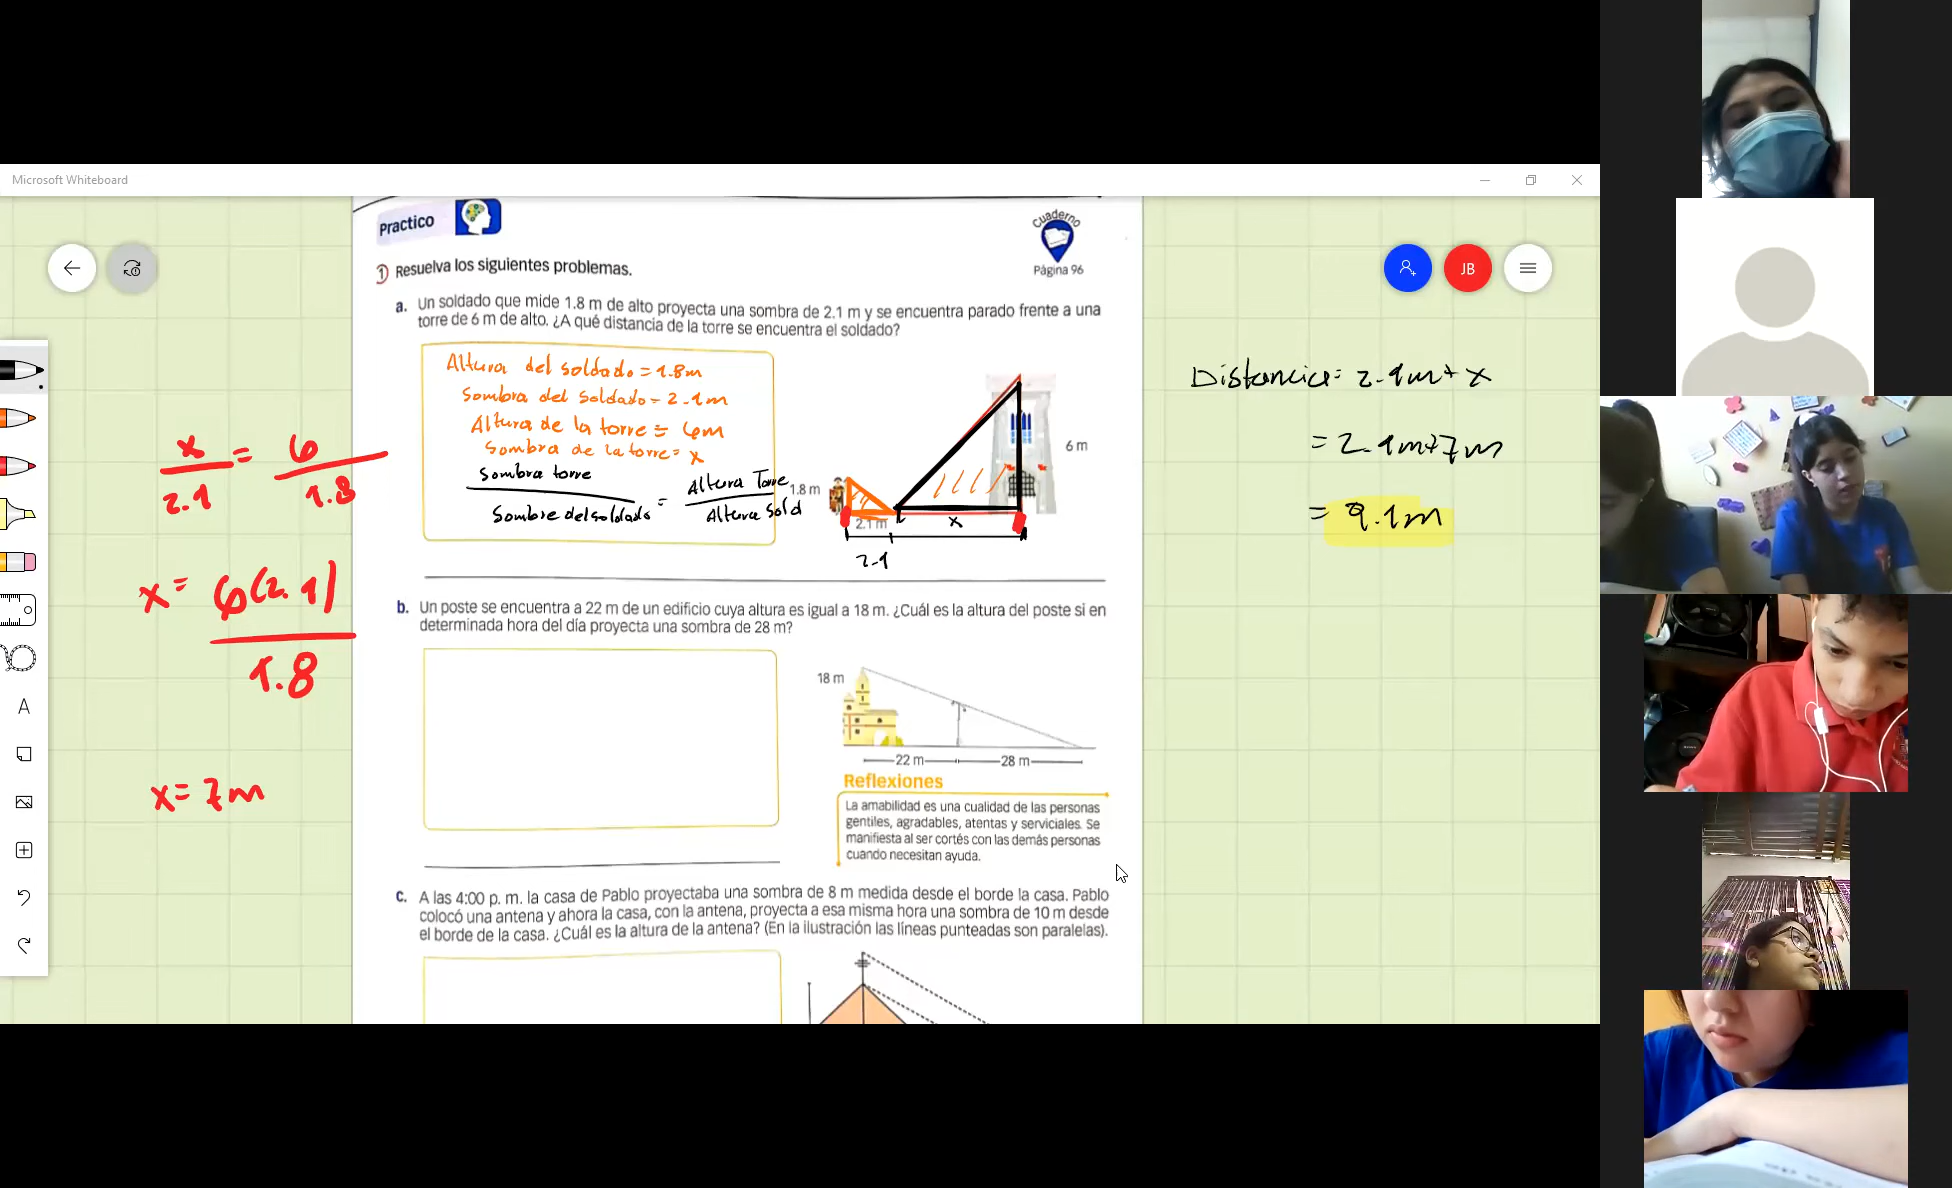 Microsoft Whiteboard
Practico
Cuaderno
Página 96
JB
1 Resuelva los siguientes problemas.
a. Un soldado que mide 1.8 m de alto proyecta una sombra de 2.1 m y se encuentra parado frente a una
torre de 6 m de alto. ¿A qué distancia de la torre se encuentra el soldado?
Altura del soldado = 1.8m
Sombra del soldado = 2.1m
Altura de la torre = 6m
Sombra de la torre = x
Sombra torre
Sombre del soldado
=
Altura Torre
Altura Sold
1.8 m
2.1 m
x
6 m
2.1
x/2.1 = 6/1.8
x = 6(2.1)/1.8
x = 7m
Distancia = 2.1m + x
= 2.1m+7m
= 9.1m
b. Un poste se encuentra a 22 m de un edificio cuya altura es igual a 18 m. ¿Cuál es la altura del poste si en
determinada hora del día proyecta una sombra de 28 m?
18 m
22 m
28 m
Reflexiones
La amabilidad es una cualidad de las personas
gentiles, agradables, atentas y serviciales. Se
manifiesta al ser cortés con las demás personas
cuando necesitan ayuda.
c. A las 4:00 p. m. la casa de Pablo proyectaba una sombra de 8 m medida desde el borde la casa. Pablo
colocó una antena y ahora la casa, con la antena, proyecta a esa misma hora una sombra de 10 m desde
el borde de la casa. ¿Cuál es la altura de la antena? (En la ilustración las líneas punteadas son paralelas).
A